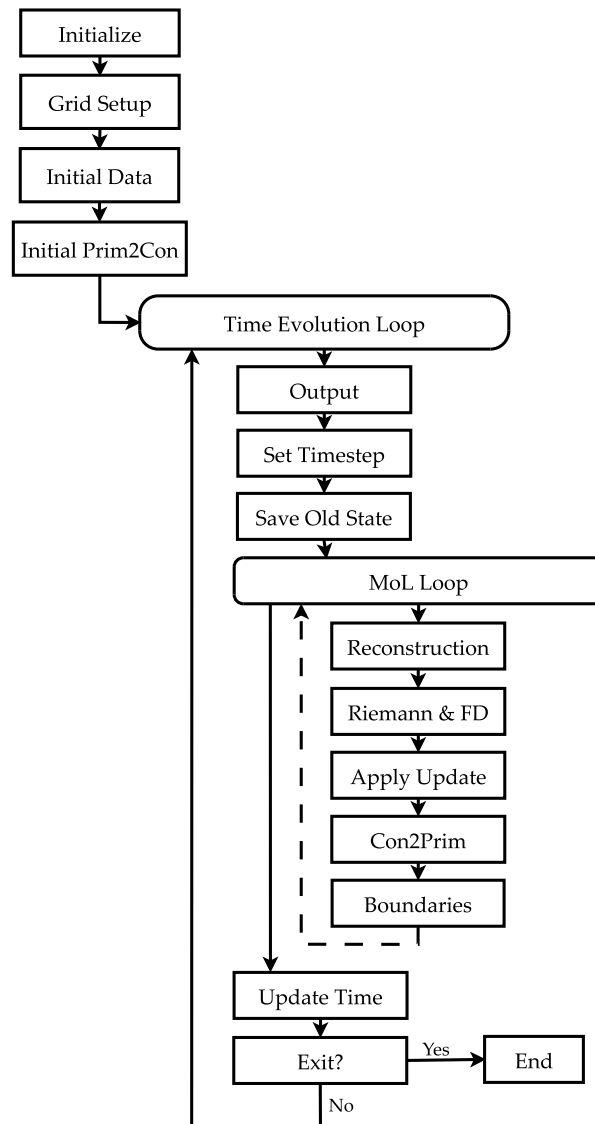 Initialize
Grid Setup
Initial Data
Initial Prim2Con
Time Evolution Loop
Output
Set Timestep
Save Old State
MoL Loop
Reconstruction
Riemann & FD
Apply Update
Con2Prim
Boundaries
Update Time
Exit?
Yes
End
No